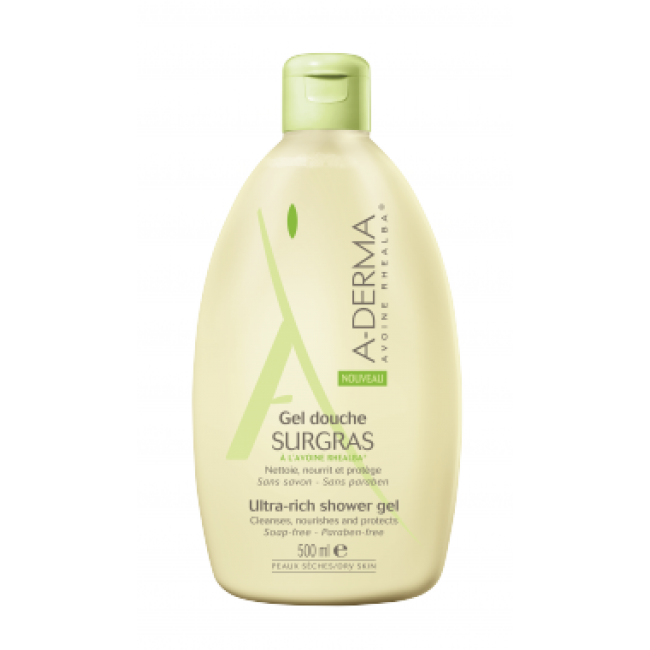 A-DERMA
AVOINE RHEALBA®
NOUVEAU
Gel douche
SURGRAS
À L'AVOINE RHEALBA®
Nettoie, nourrit et protège
Sans savon - Sans paraben
Ultra-rich shower gel
Cleanses, nourishes and protects
Soap-free - Paraben-free
500 ml ℮
PEAUX SÈCHES/DRY SKIN